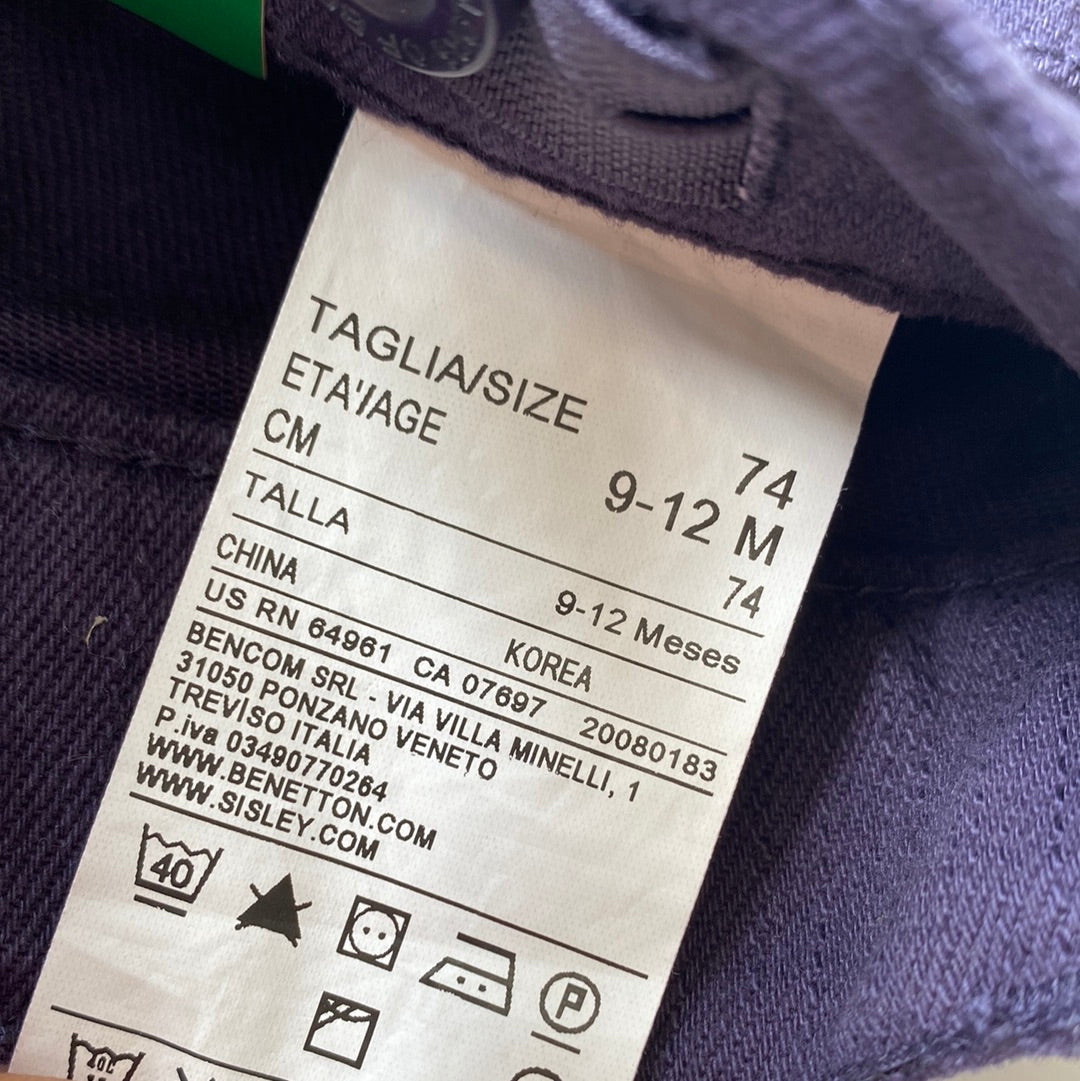 TAGLIA/SIZE 74
ETA'/AGE 9-12 M
CM 74
TALLA 9-12 Meses
CHINA KOREA
US RN 64961 CA 07697 20080183
BENCOM SRL - VIA VILLA MINELLI, 1
31050 PONZANO VENETO
TREVISO ITALIA
P.iva 03490770264
WWW.BENETTON.COM
WWW.SISLEY.COM
40
P